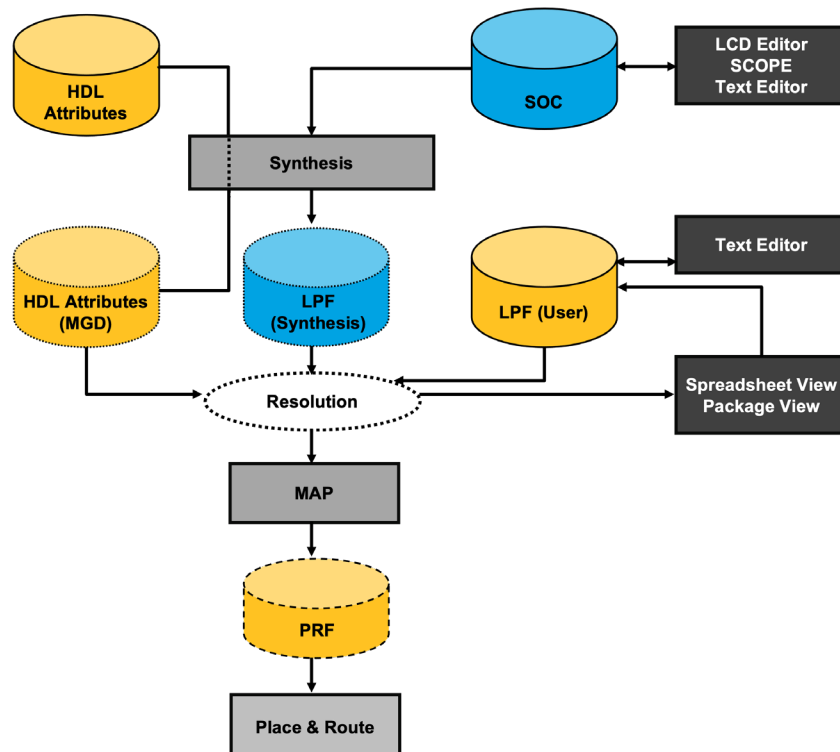 HDL
Attributes
SOC
LCD Editor
SCOPE
Text Editor
Synthesis
HDL Attributes
(MGD)
LPF
(Synthesis)
LPF (User)
Text Editor
Resolution
Spreadsheet View
Package View
MAP
PRF
Place & Route